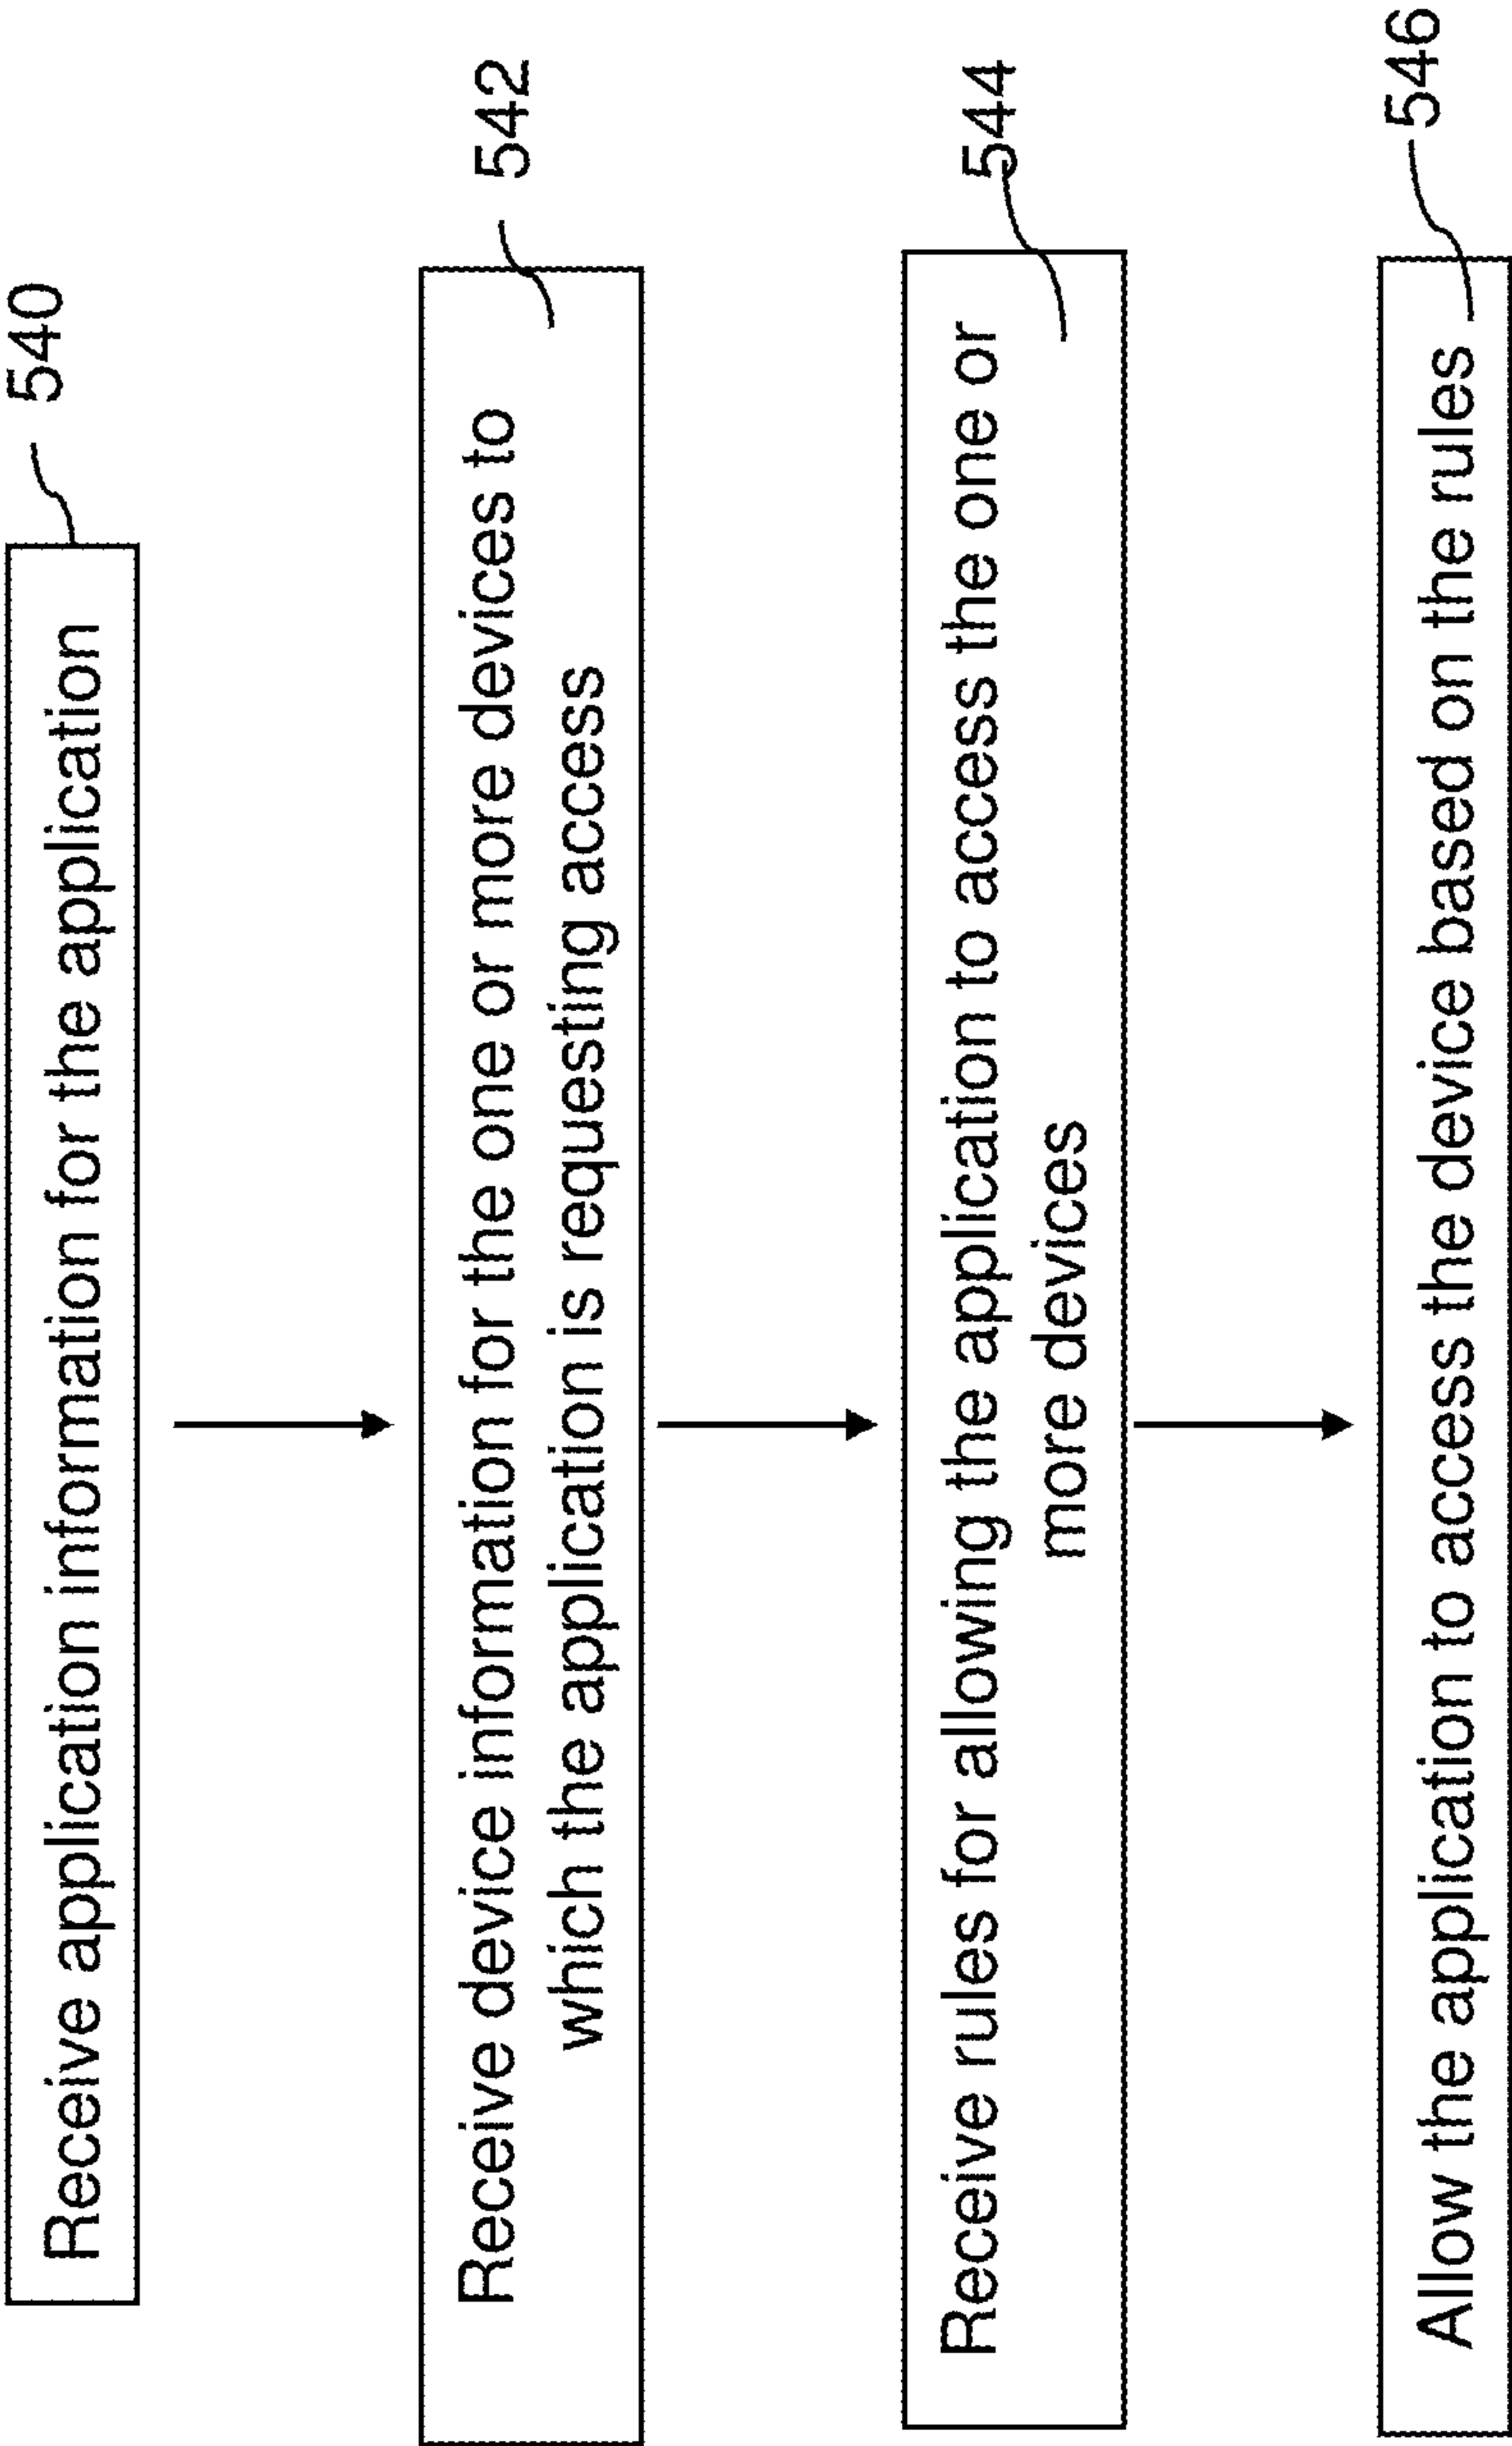 540
Receive application information for the application
542
Receive device information for the one or more devices to
which the application is requesting access
544
Receive rules for allowing the application to access the one or
more devices
546
Allow the application to access the device based on the rules